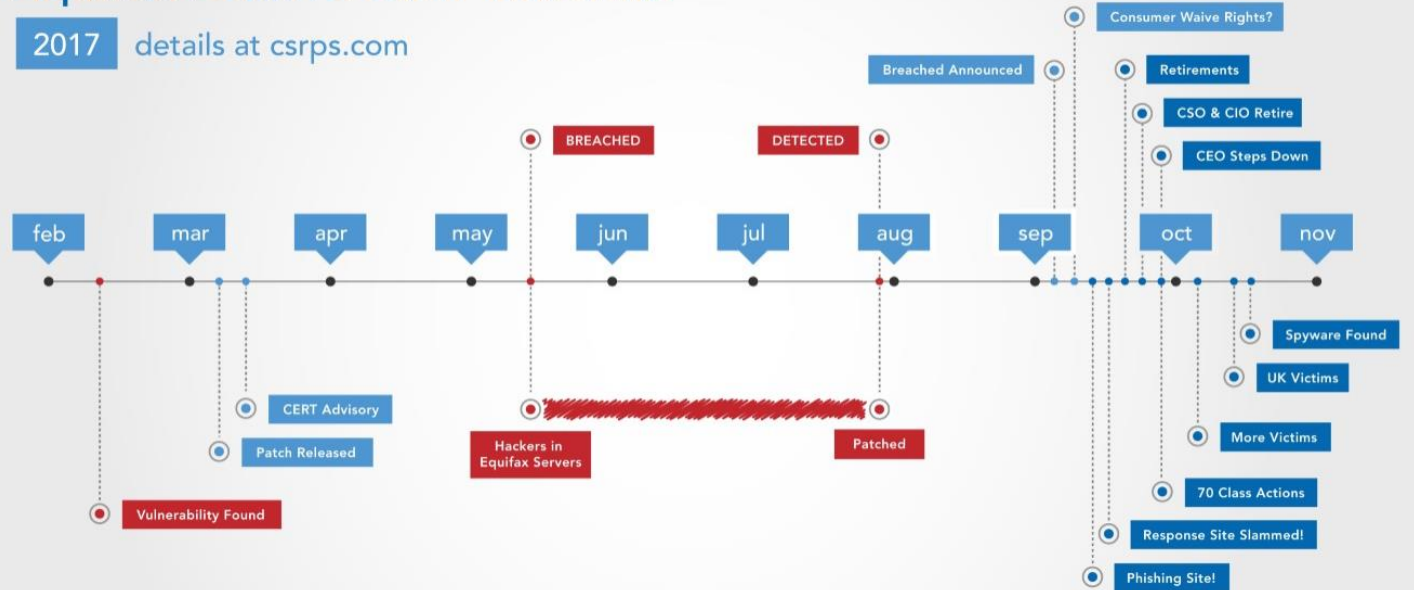 2017 details at csrps.com
Consumer Waive Rights?
Breached Announced
Retirements
CSO & CIO Retire
BREACHED
DETECTED
CEO Steps Down
feb
mar
apr
may
jun
jul
aug
sep
oct
nov
Spyware Found
UK Victims
CERT Advisory
More Victims
Hackers in
Equifax Servers
Patched
Patch Released
70 Class Actions
Vulnerability Found
Response Site Slammed!
Phishing Site!